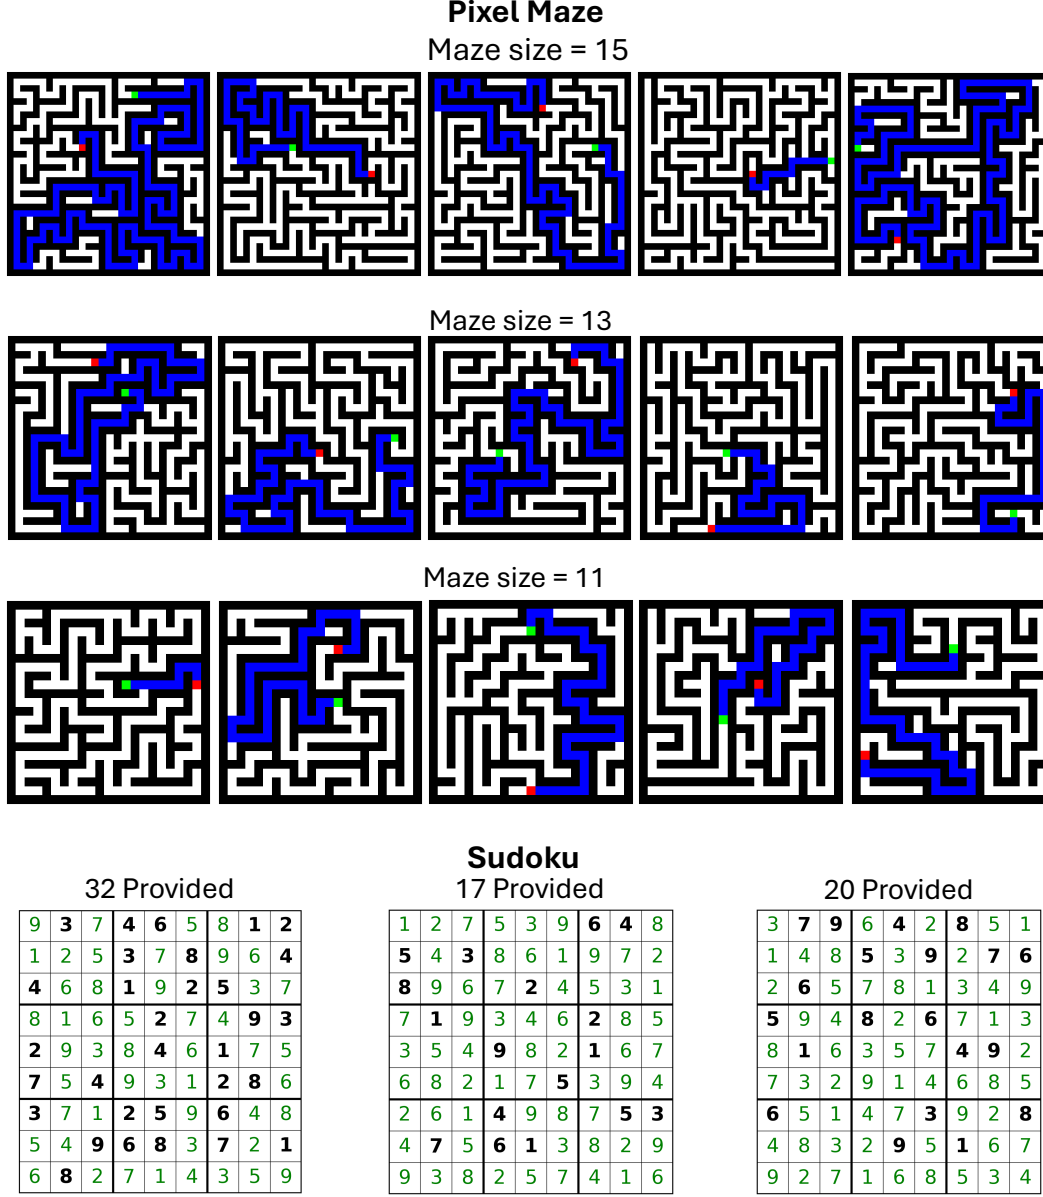 Pixel Maze
Maze size = 15
Maze size = 13
Maze size = 11
Sudoku
32 Provided
17 Provided
20 Provided
9 3 7 4 6 5 8 1 2
1 2 5 3 7 8 9 6 4
4 6 8 1 9 2 5 3 7
8 1 6 5 2 7 4 9 3
2 9 3 8 4 6 1 7 5
7 5 4 9 3 1 2 8 6
3 7 1 2 5 9 6 4 8
5 4 9 6 8 3 7 2 1
6 8 2 7 1 4 3 5 9
1 2 7 5 3 9 6 4 8
5 4 3 8 6 1 9 7 2
8 9 6 7 2 4 5 3 1
7 1 9 3 4 6 2 8 5
3 5 4 9 8 2 1 6 7
6 8 2 1 7 5 3 9 4
2 6 1 4 9 8 7 5 3
4 7 5 6 1 3 8 2 9
9 3 8 2 5 7 4 1 6
3 7 9 6 4 2 8 5 1
1 4 8 5 3 9 2 7 6
2 6 5 7 8 1 3 4 9
5 9 4 8 2 6 7 1 3
8 1 6 3 5 7 4 9 2
7 3 2 9 1 4 6 8 5
6 5 1 4 7 3 9 2 8
4 8 3 2 9 5 1 6 7
9 2 7 1 6 8 5 3 4